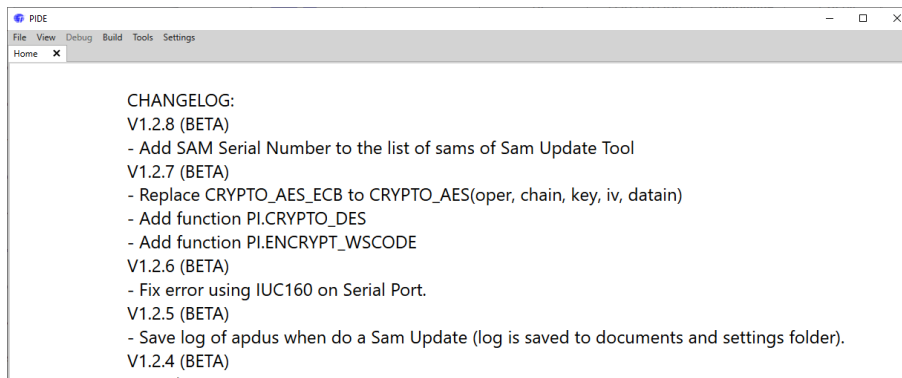 PIDE
File View Debug Build Tools Settings
Home
CHANGELOG:
V1.2.8 (BETA)
- Add SAM Serial Number to the list of sams of Sam Update Tool
V1.2.7 (BETA)
- Replace CRYPTO_AES_ECB to CRYPTO_AES(oper, chain, key, iv, datain)
- Add function PI.CRYPTO_DES
- Add function PI.ENCRYPT_WSCODE
V1.2.6 (BETA)
- Fix error using IUC160 on Serial Port.
V1.2.5 (BETA)
- Save log of apdus when do a Sam Update (log is saved to documents and settings folder).
V1.2.4 (BETA)